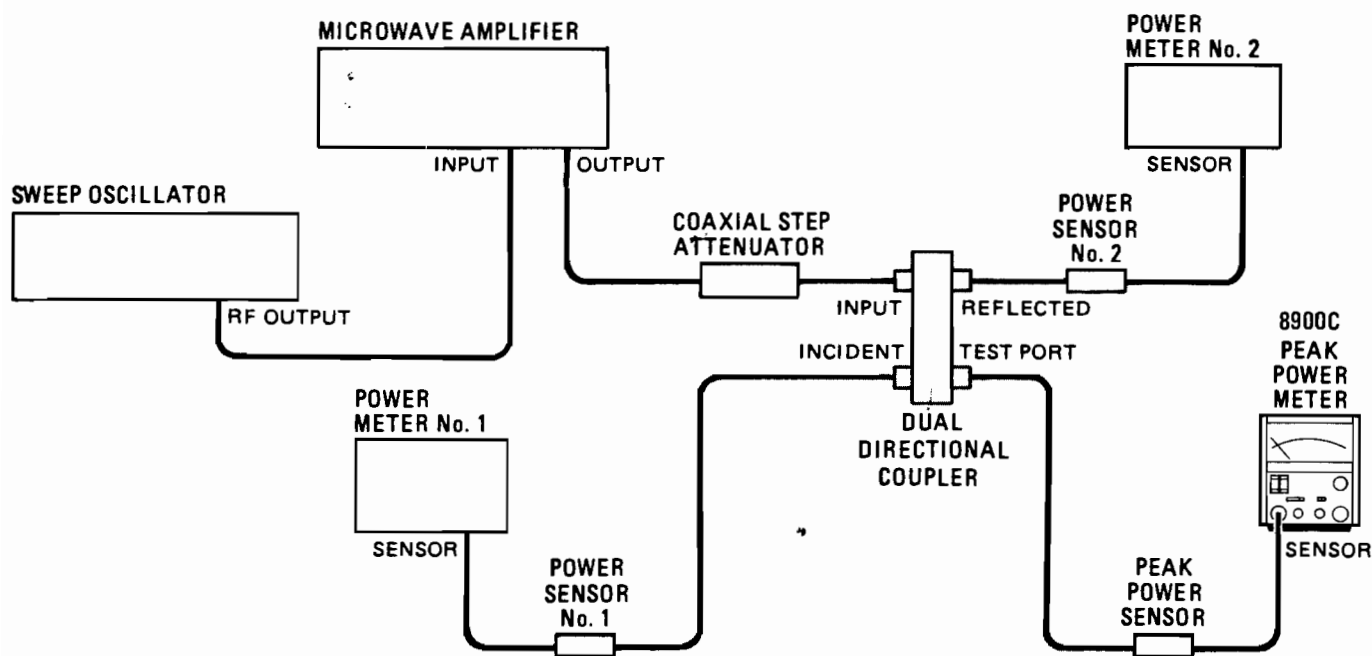 MICROWAVE AMPLIFIER
POWER
METER No. 2
INPUT
OUTPUT
SENSOR
SWEEP OSCILLATOR
COAXIAL STEP
ATTENUATOR
POWER
SENSOR
No. 2
RF OUTPUT
INPUT
REFLECTED
INCIDENT
TEST PORT
8900C
PEAK
POWER
METER
POWER
METER No. 1
DUAL
DIRECTIONAL
COUPLER
SENSOR
POWER
SENSOR
No. 1
PEAK
POWER
SENSOR
SENSOR